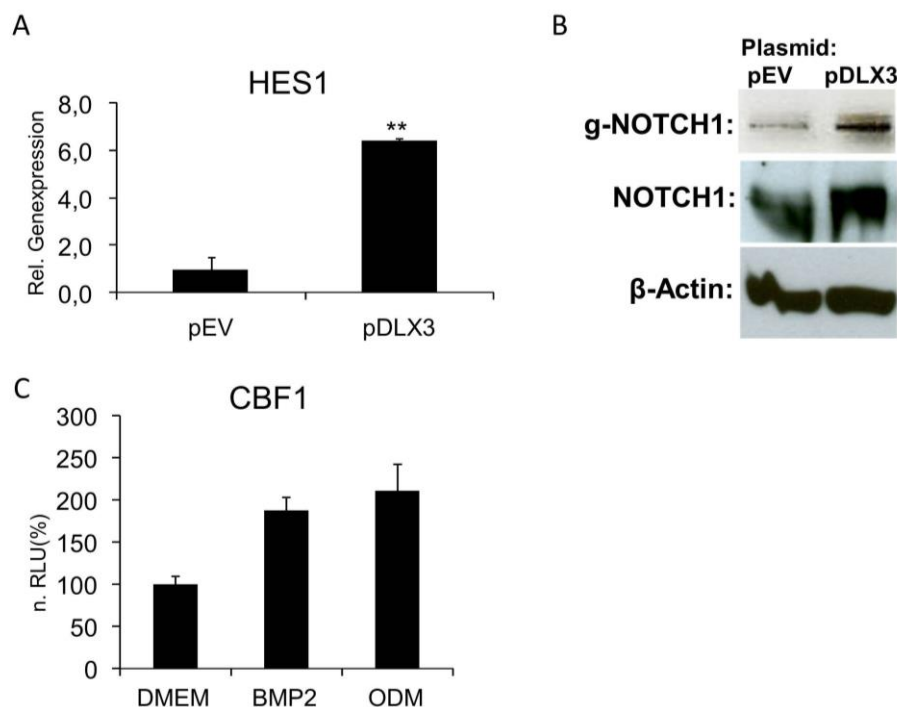 A
HES1
Rel. Genexpression
8,0
6,0
4,0
2,0
0,0
**
pEV
pDLX3
B
Plasmid:
pEV pDLX3
g-NOTCH1:
NOTCH1:
β-Actin:
C
CBF1
n. RLU(%)
300
250
200
150
100
50
0
DMEM
BMP2
ODM